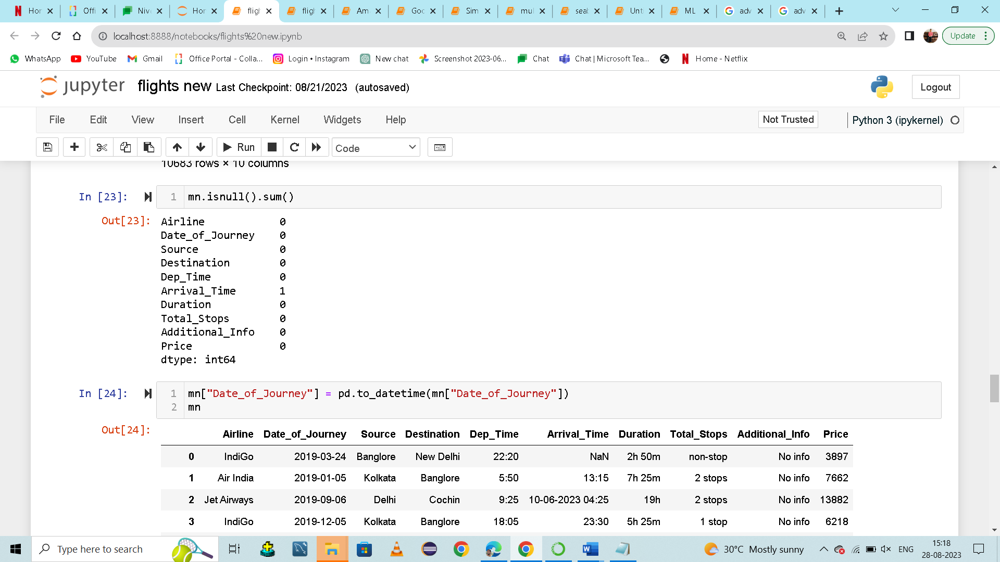 Hor
Offi
Niv
Hor
fligh
fligh
Am
Goo
Sim
mul
seab
Unti
ML
adv
adv
localhost:8888/notebooks/flights%20new.ipynb
Update
WhatsApp YouTube Gmail Office Portal - Colla... Login • Instagram New chat Screenshot 2023-06... Chat Chat | Microsoft Tea... Home - Netflix
jupyter flights new Last Checkpoint: 08/21/2023 (autosaved) Logout
File Edit View Insert Cell Kernel Widgets Help Not Trusted Python 3 (ipykernel)
Run Code
10683 rows × 10 columns
In [23]: 1 mn.isnull().sum()
Out[23]: Airline 0
Date_of_Journey 0
Source 0
Destination 0
Dep_Time 0
Arrival_Time 1
Duration 0
Total_Stops 0
Additional_Info 0
Price 0
dtype: int64
In [24]: 1 mn["Date_of_Journey"] = pd.to_datetime(mn["Date_of_Journey"])
2 mn
Out[24]:
Airline Date_of_Journey Source Destination Dep_Time Arrival_Time Duration Total_Stops Additional_Info Price
0 IndiGo 2019-03-24 Banglore New Delhi 22:20 NaN 2h 50m non-stop No info 3897
1 Air India 2019-01-05 Kolkata Banglore 5:50 13:15 7h 25m 2 stops No info 7662
2 Jet Airways 2019-09-06 Delhi Cochin 9:25 10-06-2023 04:25 19h 2 stops No info 13882
3 IndiGo 2019-12-05 Kolkata Banglore 18:05 23:30 5h 25m 1 stop No info 6218
Type here to search 30°C Mostly sunny ENG 15:18
28-08-2023